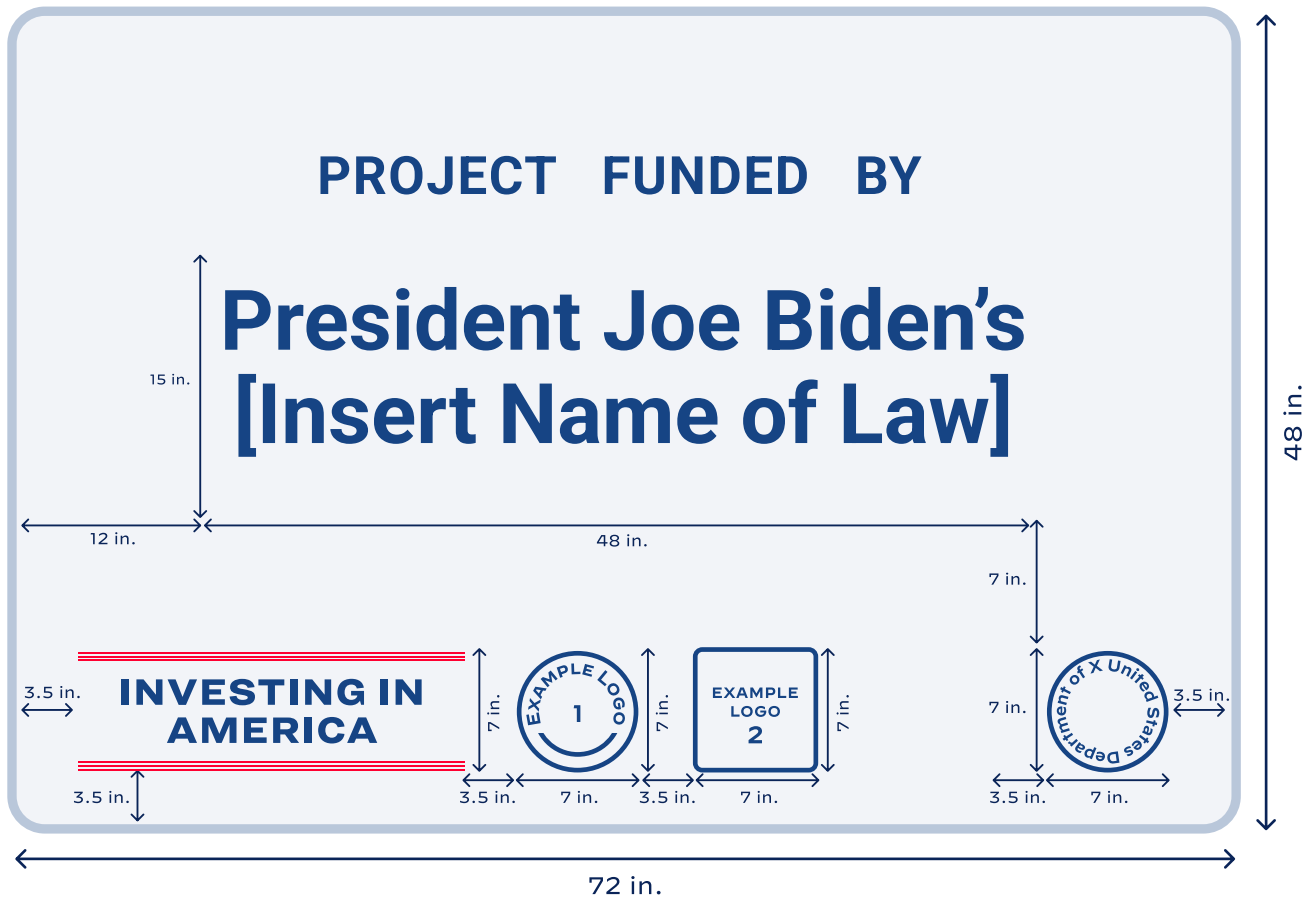 PROJECT FUNDED BY
President Joe Biden’s
[Insert Name of Law]
15 in.
12 in.
48 in.
48 in.
7 in.
3.5 in.
INVESTING IN
AMERICA
3.5 in.
7 in.
EXAMPLE LOGO
1
7 in.
EXAMPLE
LOGO
2
7 in.
7 in.
Department of X United States
3.5 in.
3.5 in.
7 in.
3.5 in.
7 in.
3.5 in.
7 in.
72 in.